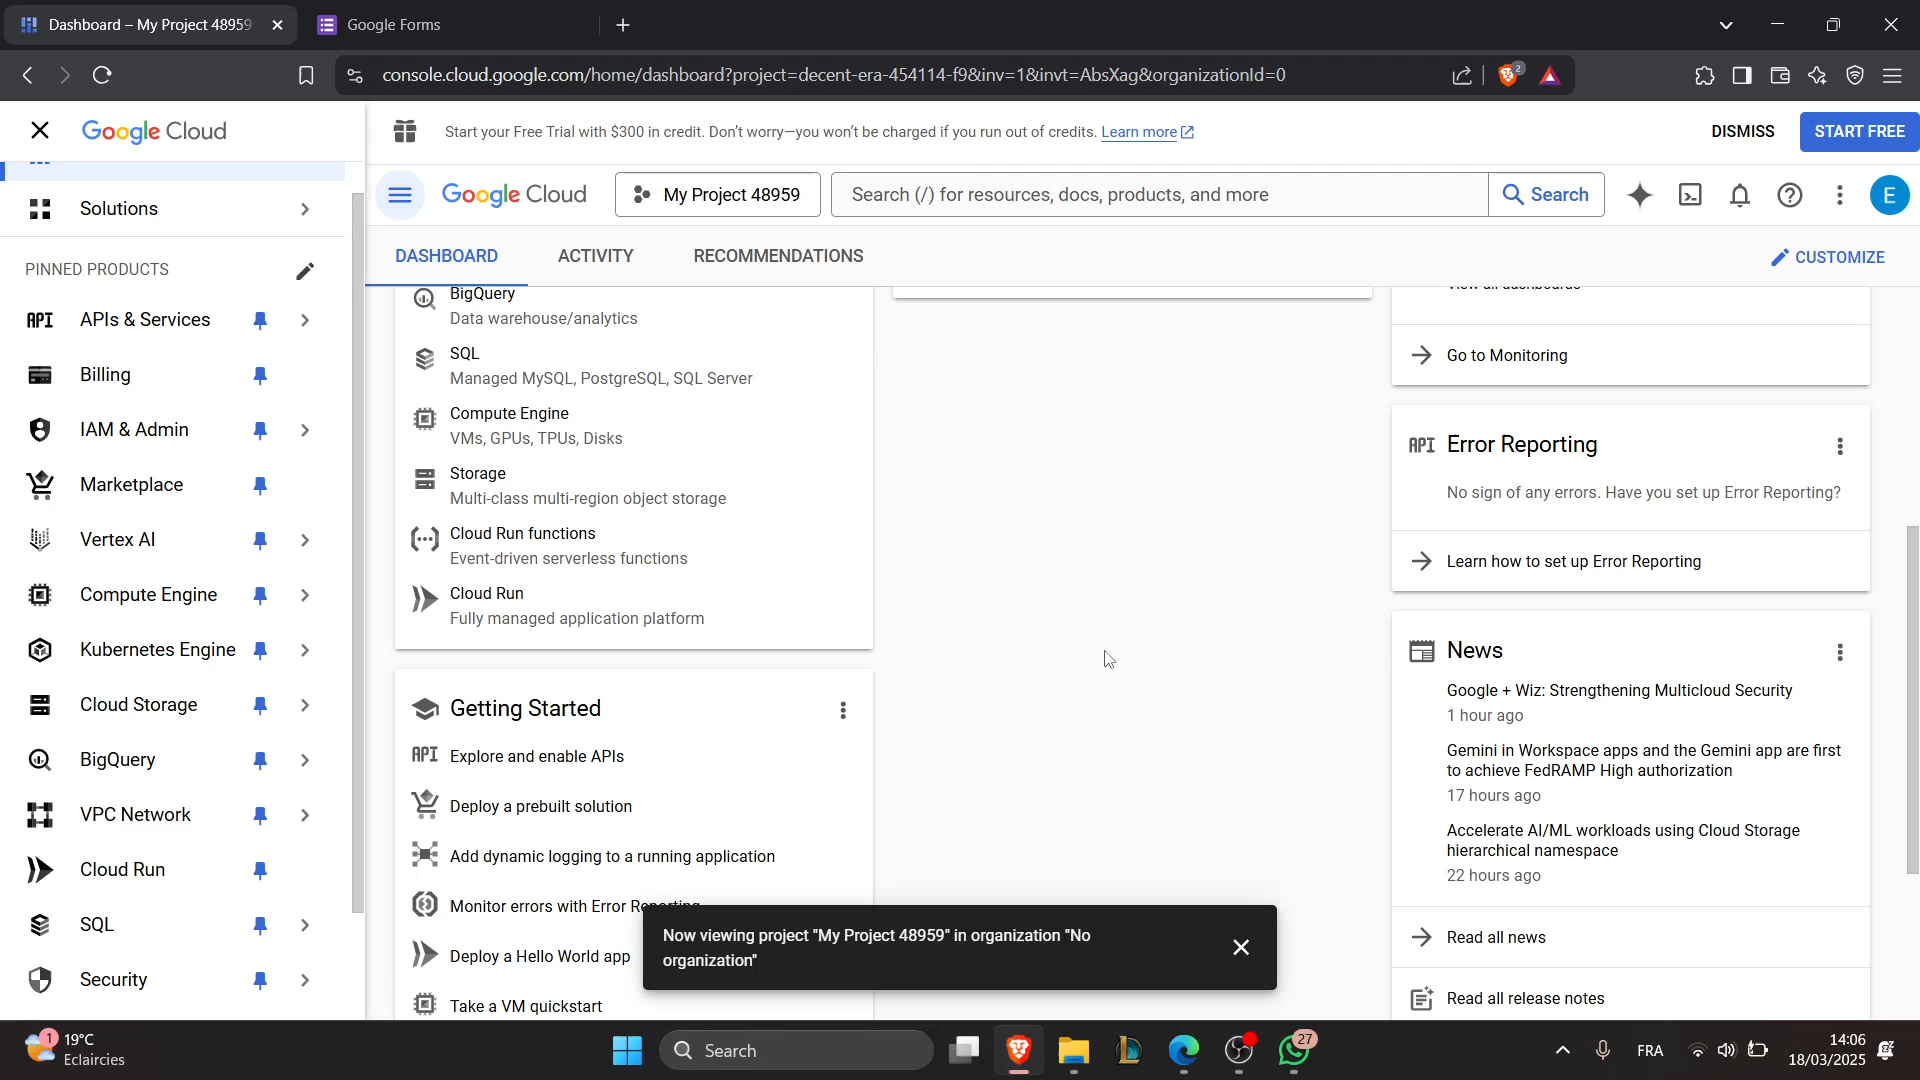 Dashboard – My Project 48959
Google Forms
console.cloud.google.com/home/dashboard?project=decent-era-454114-f9&inv=1&invt=AbsXag&organizationId=0
2
Google Cloud
Start your Free Trial with $300 in credit. Don't worry—you won't be charged if you run out of credits. Learn more
DISMISS
START FREE
Solutions
PINNED PRODUCTS
API APIs & Services
Billing
IAM & Admin
Marketplace
Vertex AI
Compute Engine
Kubernetes Engine
Cloud Storage
BigQuery
VPC Network
Cloud Run
SQL
Security
Google Cloud
My Project 48959
Search (/) for resources, docs, products, and more
Search
E
DASHBOARD
ACTIVITY
RECOMMENDATIONS
CUSTOMIZE
BigQuery
Data warehouse/analytics
SQL
Managed MySQL, PostgreSQL, SQL Server
Compute Engine
VMs, GPUs, TPUs, Disks
Storage
Multi-class multi-region object storage
Cloud Run functions
Event-driven serverless functions
Cloud Run
Fully managed application platform
Getting Started
API Explore and enable APIs
Deploy a prebuilt solution
Add dynamic logging to a running application
Monitor errors with Error Reporting
Deploy a Hello World app
Take a VM quickstart
View all dashboards
Go to Monitoring
API Error Reporting
No sign of any errors. Have you set up Error Reporting?
Learn how to set up Error Reporting
News
Google + Wiz: Strengthening Multicloud Security
1 hour ago
Gemini in Workspace apps and the Gemini app are first
to achieve FedRAMP High authorization
17 hours ago
Accelerate AI/ML workloads using Cloud Storage
hierarchical namespace
22 hours ago
Read all news
Read all release notes
Now viewing project "My Project 48959" in organization "No
organization"
1
19°C
Eclaircies
Search
27
FRA
14:06
18/03/2025